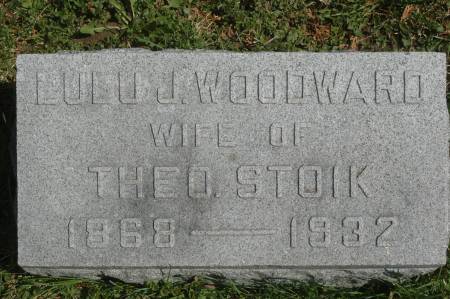 LULU J. WOODWARD
WIFE OF
THEO. STOIK
1868 — 1932